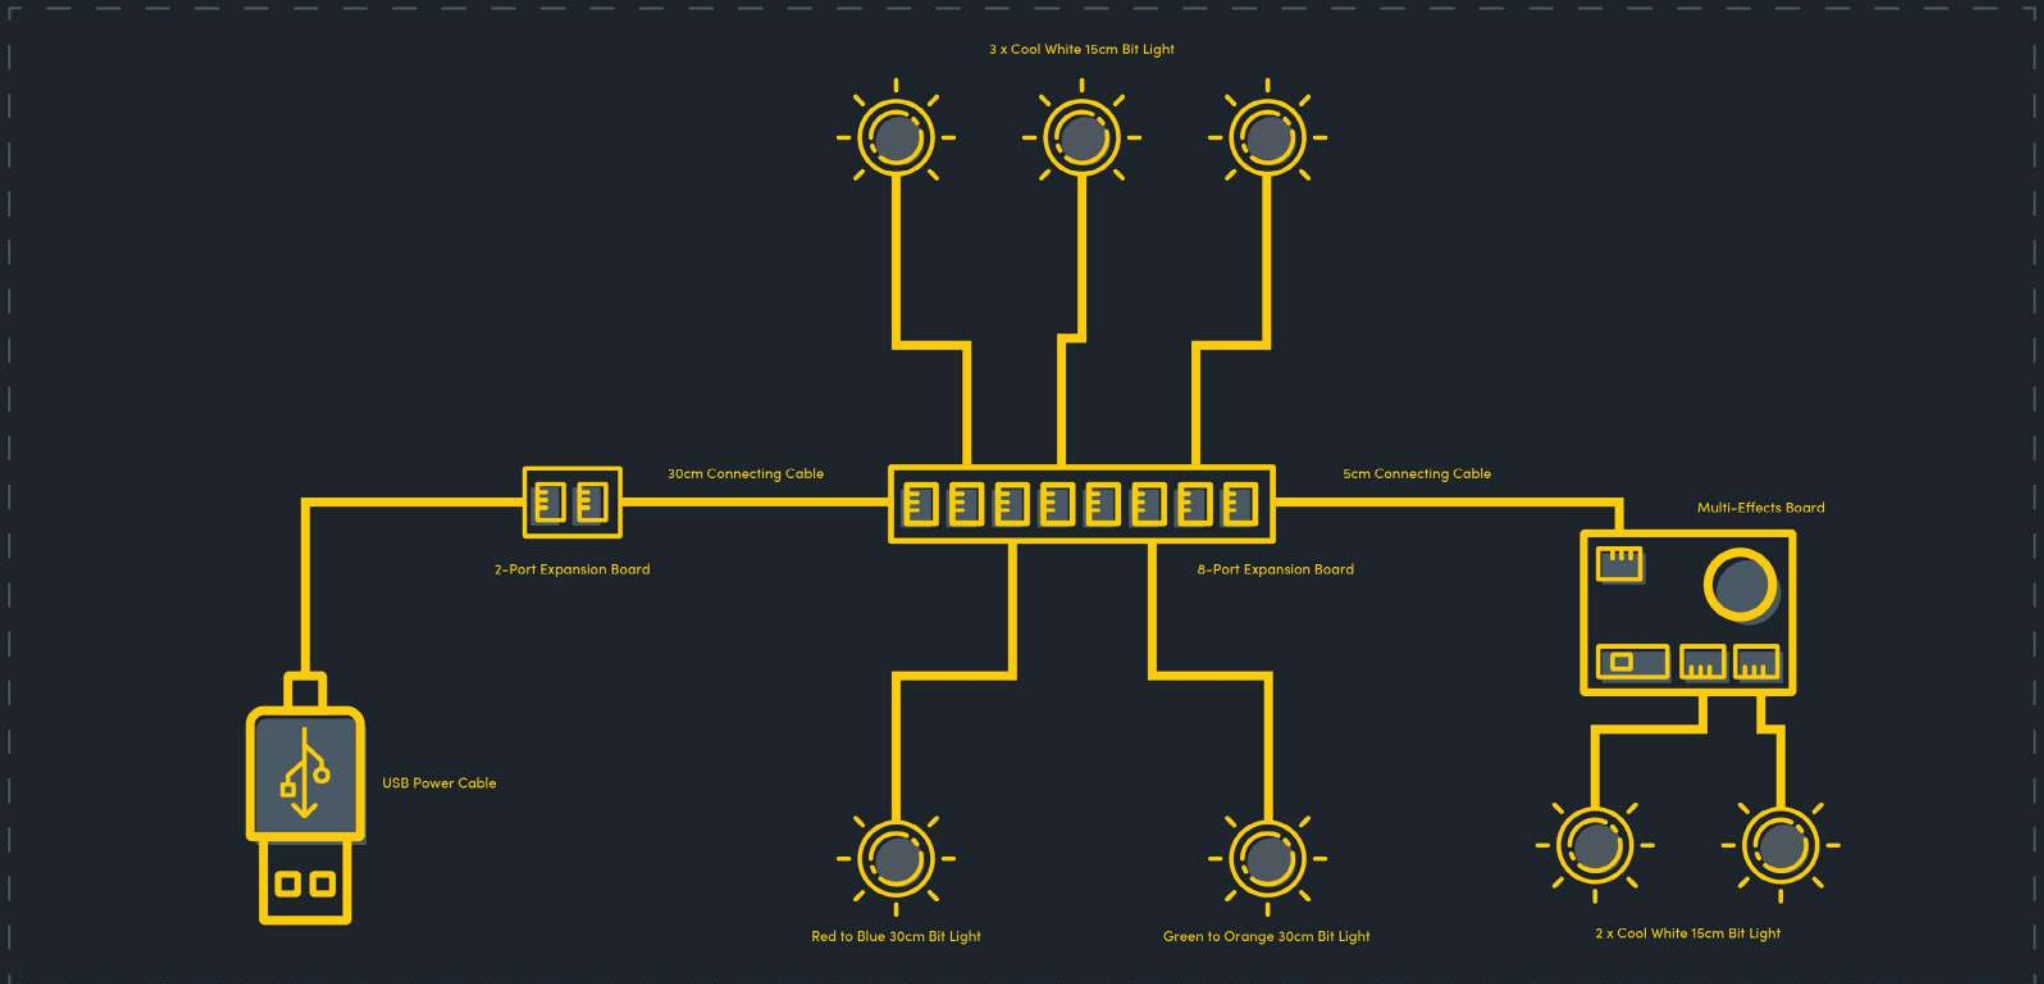 3 x Cool White 15cm Bit Light
30cm Connecting Cable
5cm Connecting Cable
Multi-Effects Board
2-Port Expansion Board
8-Port Expansion Board
USB Power Cable
Red to Blue 30cm Bit Light
Green to Orange 30cm Bit Light
2 x Cool White 15cm Bit Light